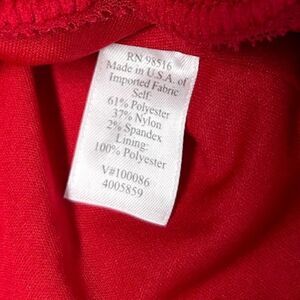 RN 98516
Made in U.S.A. of
Imported Fabric
Self:
61% Polyester
37% Nylon
2% Spandex
Lining:
100% Polyester
V#100086
4005859